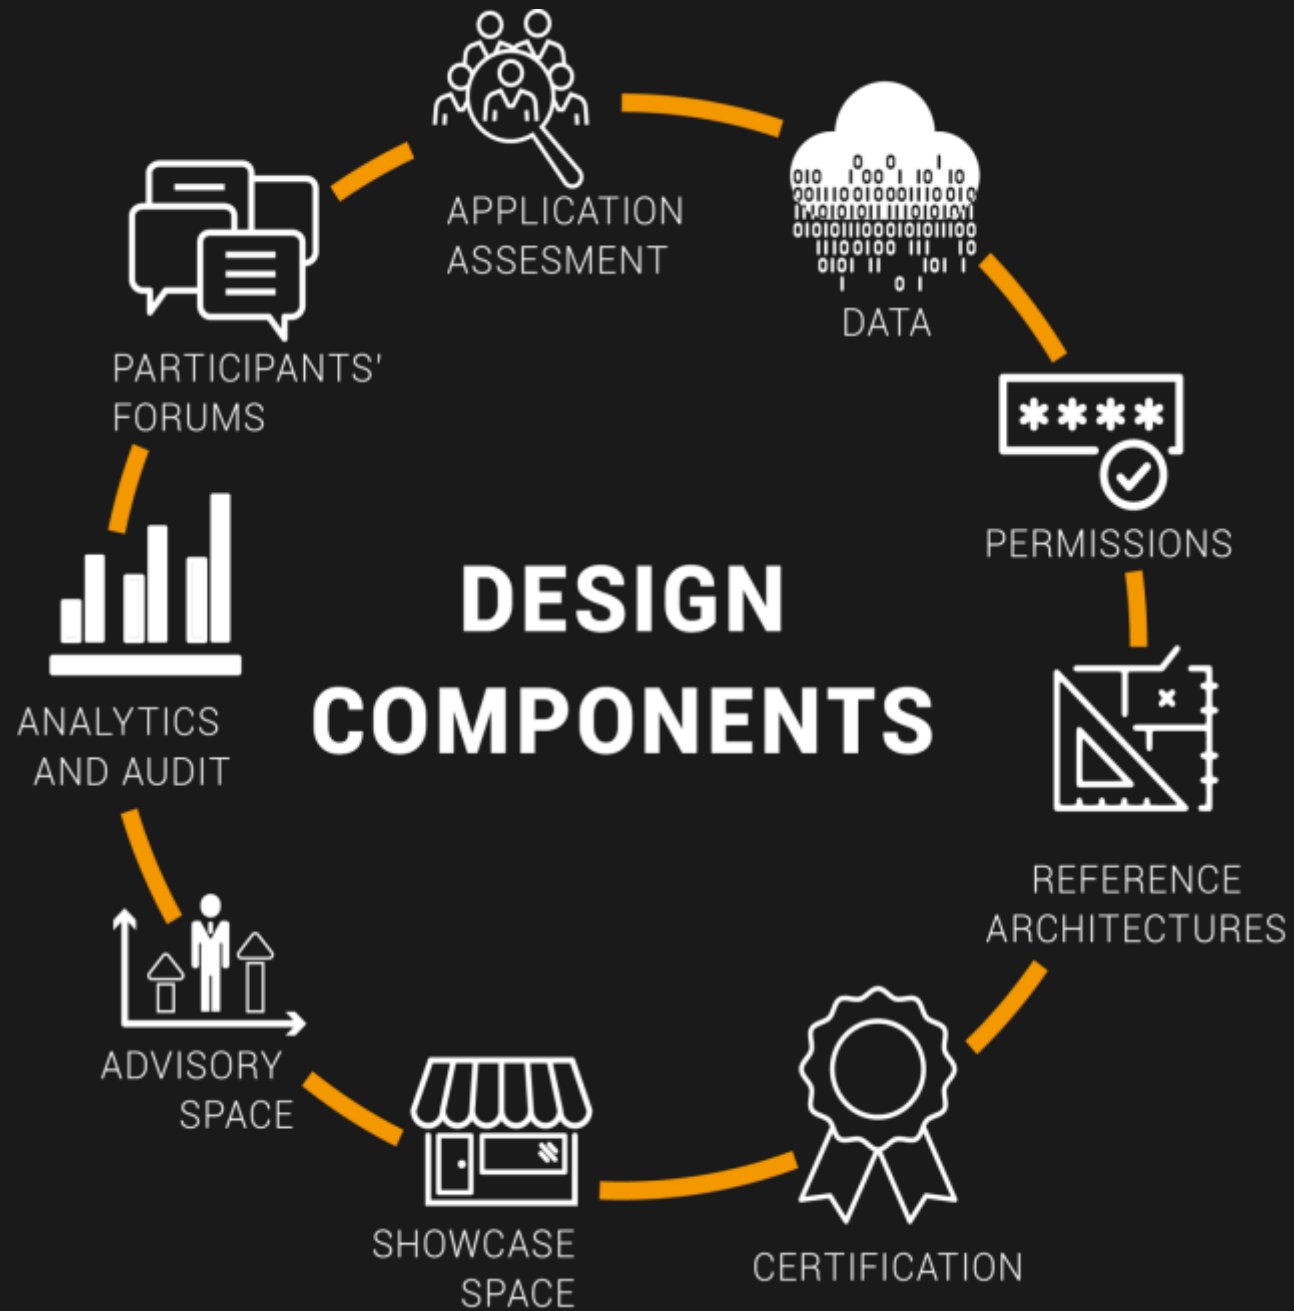 APPLICATION
ASSESMENT
DATA
PERMISSIONS
REFERENCE
ARCHITECTURES
CERTIFICATION
SHOWCASE
SPACE
ADVISORY
SPACE
ANALYTICS
AND AUDIT
PARTICIPANTS'
FORUMS
DESIGN
COMPONENTS